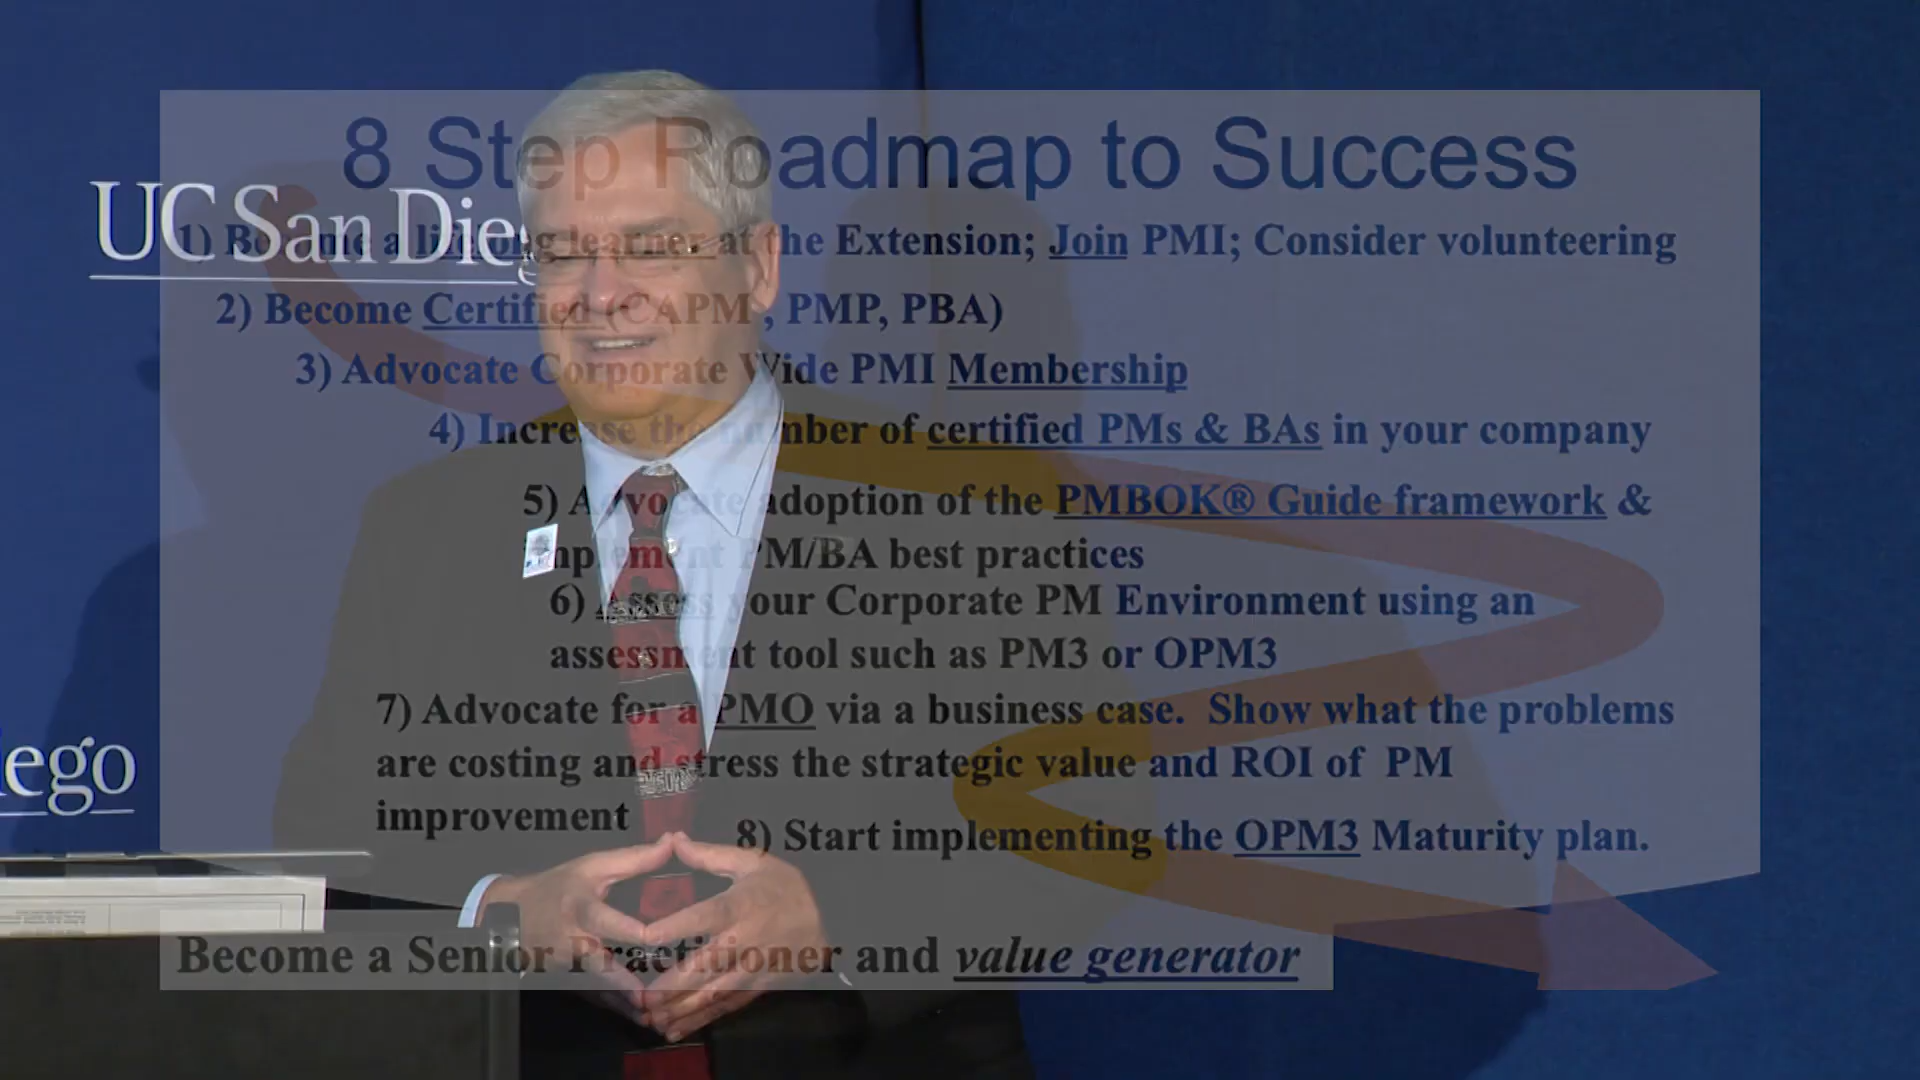 8 Step Roadmap to Success
UC San Dieg
1) Become a lifelong learner at the Extension; Join PMI; Consider volunteering
2) Become Certified (CAPM , PMP, PBA)
3) Advocate Corporate Wide PMI Membership
4) Increase the number of certified PMs & BAs in your company
5) Advocate adoption of the PMBOK® Guide framework &
implement PM/BA best practices
6) Assess your Corporate PM Environment using an
assessment tool such as PM3 or OPM3
7) Advocate for a PMO via a business case. Show what the problems
are costing and stress the strategic value and ROI of PM
improvement
8) Start implementing the OPM3 Maturity plan.
iego
Become a Senior Practitioner and value generator